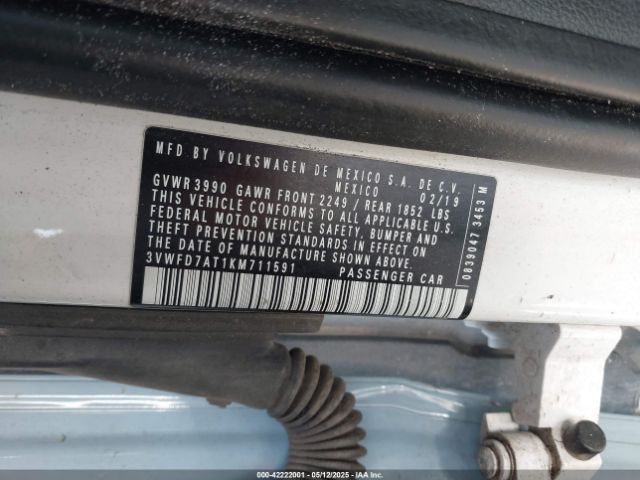 MFD BY VOLKSWAGEN DE MEXICO S.A. DE C.V.
MEXICO 02/19
GVWR 3990 GAWR FRONT 2249 / REAR 1852 LBS
THIS VEHICLE CONFORMS TO ALL APPLICABLE U.S.
FEDERAL MOTOR VEHICLE SAFETY, BUMPER, AND
THEFT PREVENTION STANDARDS IN EFFECT ON
THE DATE OF MANUFACTURE SHOWN ABOVE.
3VWFD7AT1KM711591 PASSENGER CAR
0839047 3453 M
000-42222001 05/12/2025 IAA Inc.